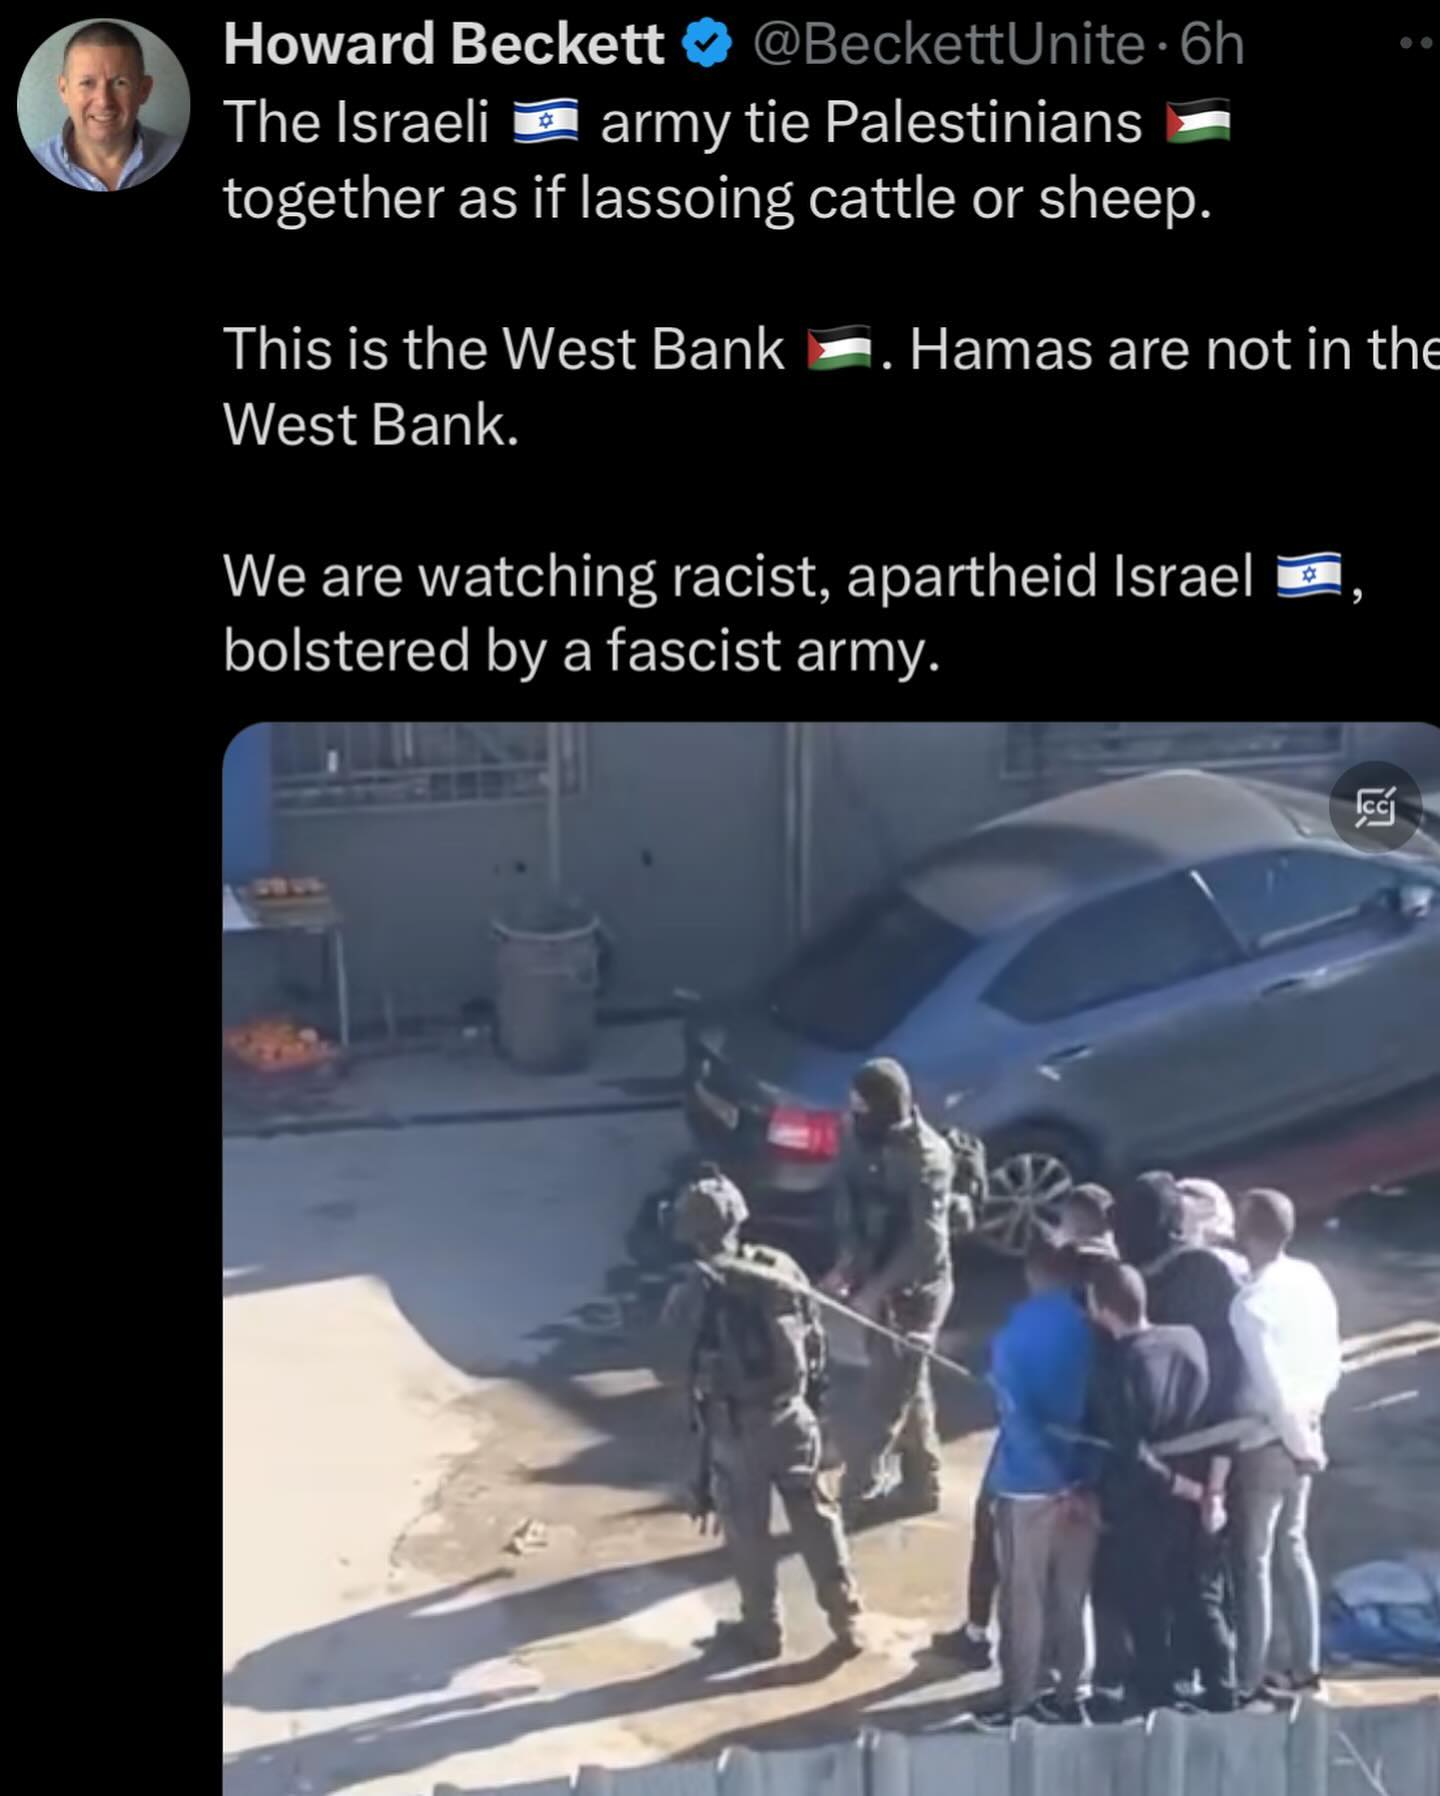 Howard Beckett @BeckettUnite · 6h
The Israeli 🇮🇱 army tie Palestinians 🇵🇸
together as if lassoing cattle or sheep.
This is the West Bank 🇵🇸. Hamas are not in the
West Bank.
We are watching racist, apartheid Israel 🇮🇱,
bolstered by a fascist army.
CC